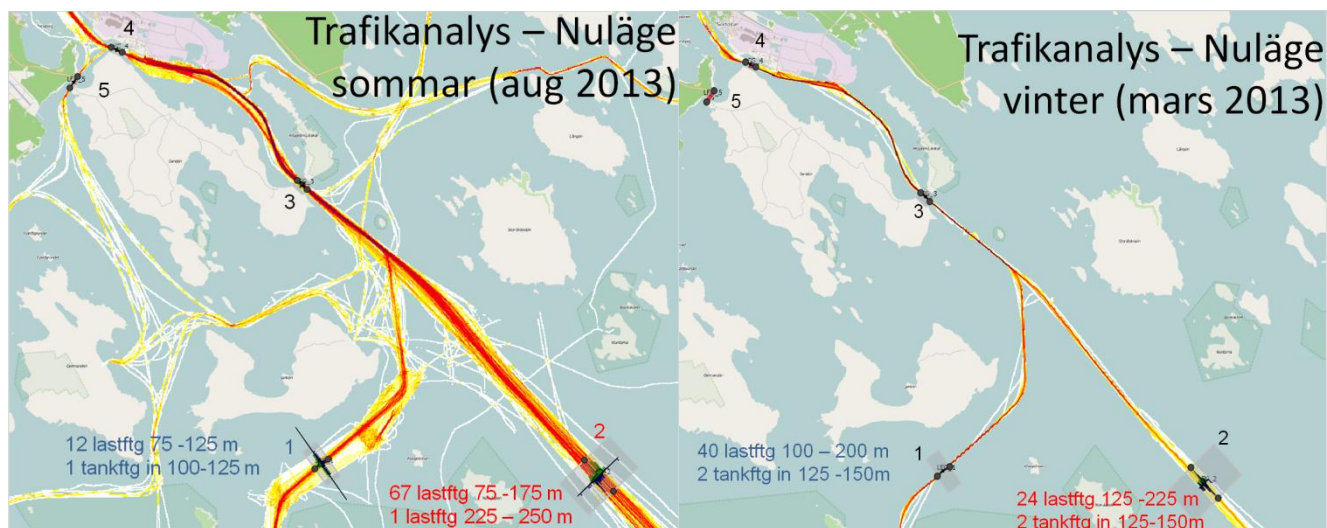 Trafikanalys – Nuläge
sommar (aug 2013)
4
5
3
1
2
12 lastftg 75 -125 m
1 tankftg in 100-125 m
67 lastftg 75 -175 m
1 lastftg 225 – 250 m
Trafikanalys – Nuläge
vinter (mars 2013)
4
5
3
1
2
40 lastftg 100 – 200 m
2 tankftg in 125 -150m
24 lastftg 125 -225 m
2 tankftg in 125-150m